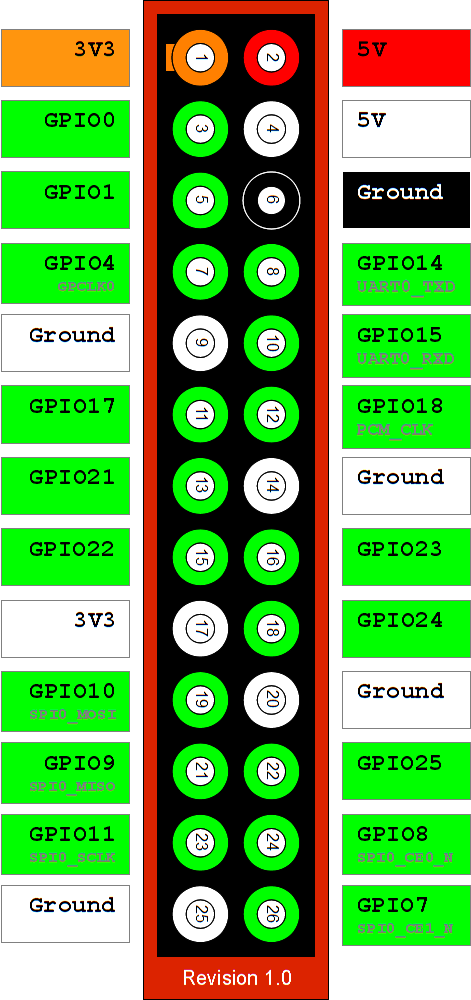 3V3 1 2 5V
GPIO0 3 4 5V
GPIO1 5 6 Ground
GPIO4 7 8 GPIO14
GPCLK0 UART0_TXD
Ground 9 10 GPIO15
UART0_RXD
GPIO17 11 12 GPIO18
PCM_CLK
GPIO21 13 14 Ground
GPIO22 15 16 GPIO23
3V3 17 18 GPIO24
GPIO10 19 20 Ground
SPI0_MOSI
GPIO9 21 22 GPIO25
SPI0_MISO
GPIO11 23 24 GPIO8
SPI0_SCLK SPI0_CE0_N
Ground 25 26 GPIO7
SPI0_CE1_N
Revision 1.0